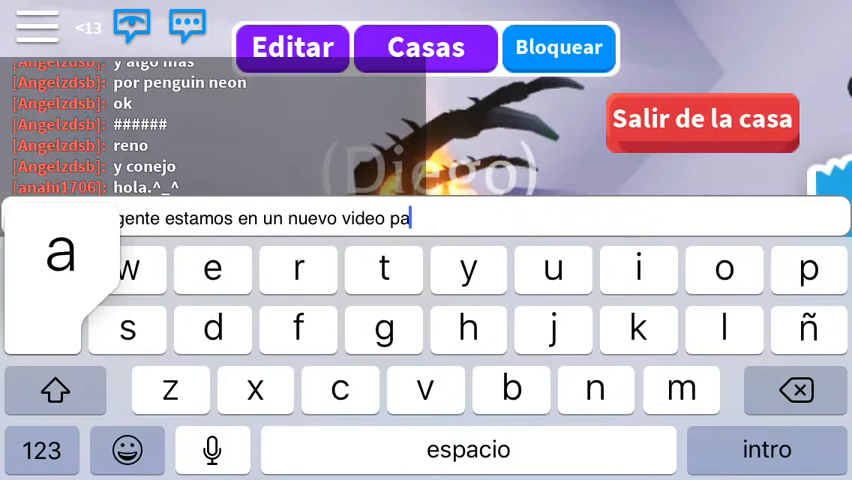 <13
Editar
Casas
Bloquear
[Angelzdsb]: y algo mas
[Angelzdsb]: por penguin neon
[Angelzdsb]: ok
[Angelzdsb]: ######
[Angelzdsb]: reno
[Angelzdsb]: y conejo
[anahi1706]: hola.^_^
(Diego)
Salir de la casa
gente estamos en un nuevo video pa
a
w e r t y u i o p
s d f g h j k l ñ
z x c v b n m
123
espacio
intro